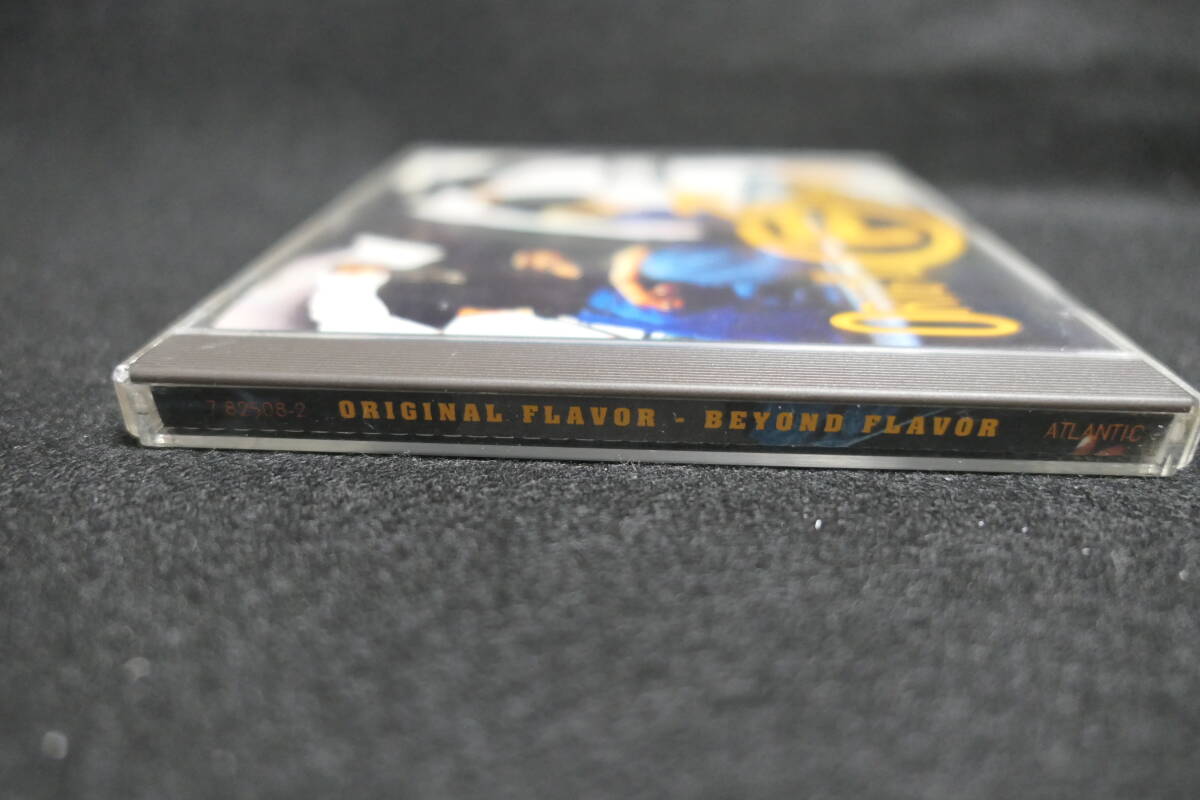 7 82508-2 ORIGINAL FLAVOR - BEYOND FLAVOR ATLANTIC